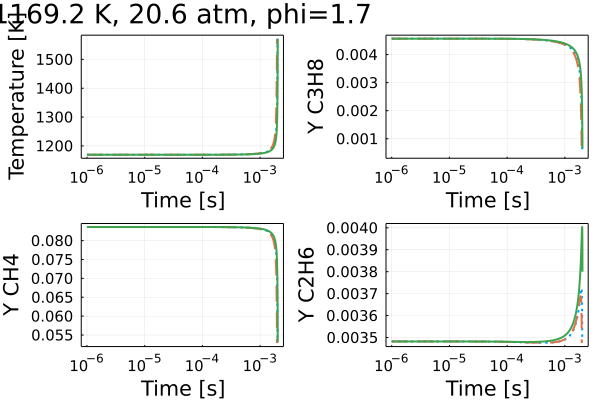 1169.2 K, 20.6 atm, phi=1.7
Temperature [K]
1500
1400
1300
1200
10⁻⁶ 10⁻⁵ 10⁻⁴ 10⁻³
Time [s]
Y C3H8
0.004
0.003
0.002
0.001
10⁻⁶ 10⁻⁵ 10⁻⁴ 10⁻³
Time [s]
Y CH4
0.080
0.075
0.070
0.065
0.060
0.055
10⁻⁶ 10⁻⁵ 10⁻⁴ 10⁻³
Time [s]
Y C2H6
0.0040
0.0039
0.0038
0.0037
0.0036
0.0035
10⁻⁶ 10⁻⁵ 10⁻⁴ 10⁻³
Time [s]